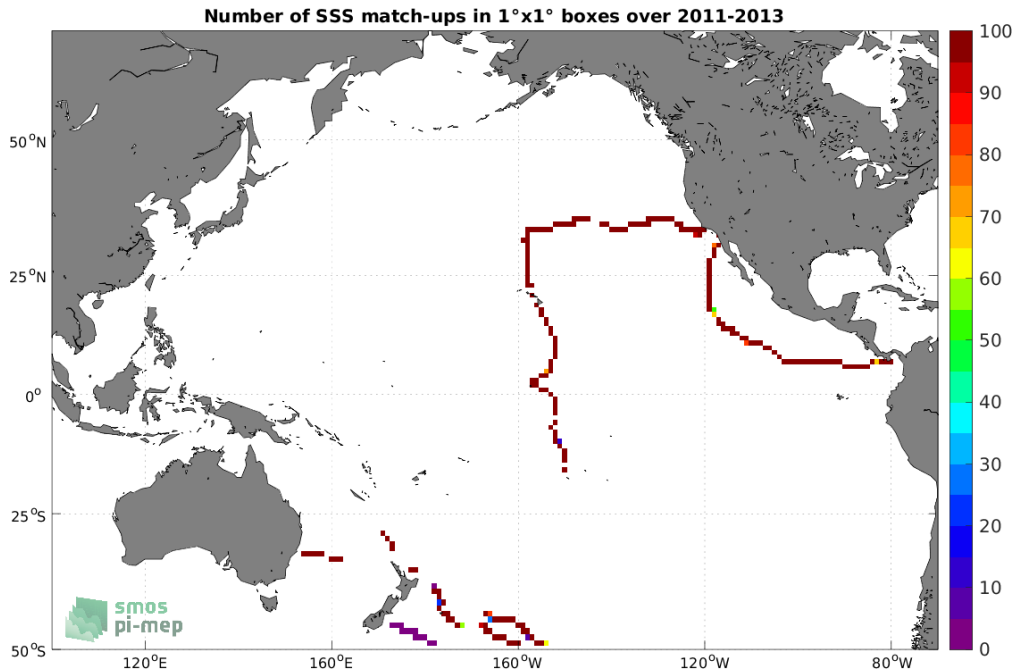 Number of SSS match-ups in 1°x1° boxes over 2011-2013
100
90
80
70
60
50
40
30
20
10
0
50°N
25°N
0°
25°S
50°S
120°E
160°E
160°W
120°W
80°W
smos
pi-mep